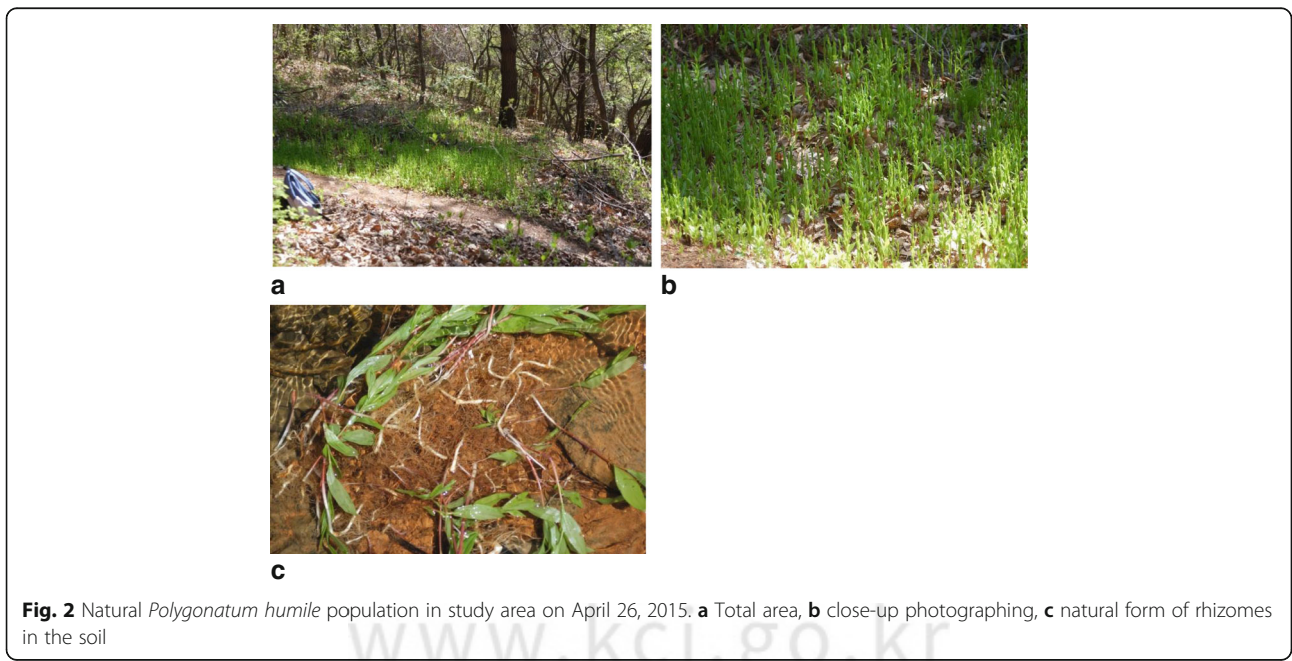 a
b
c
Fig. 2 Natural Polygonatum humile population in study area on April 26, 2015. a Total area, b close-up photographing, c natural form of rhizomes
in the soil
www.kci.go.kr